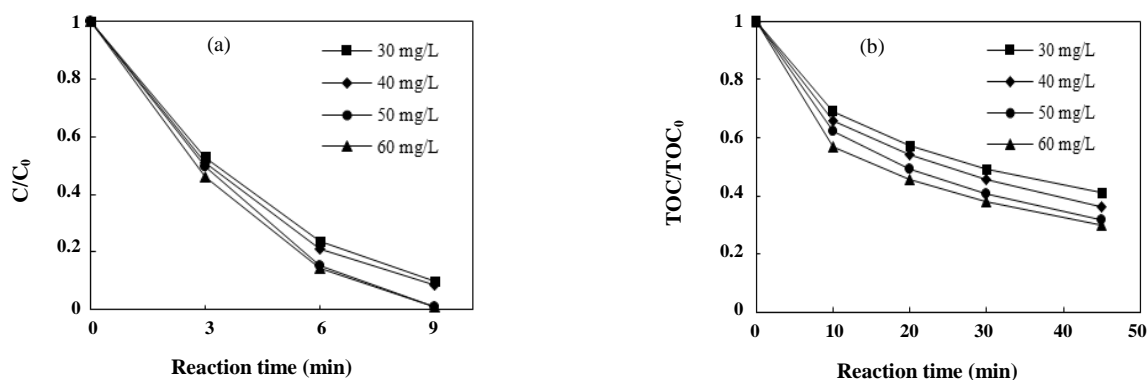 (a)
30 mg/L
40 mg/L
50 mg/L
60 mg/L
C/C₀
1
0.8
0.6
0.4
0.2
0
0 3 6 9
Reaction time (min)
(b)
30 mg/L
40 mg/L
50 mg/L
60 mg/L
TOC/TOC₀
1
0.8
0.6
0.4
0.2
0
0 10 20 30 40 50
Reaction time (min)